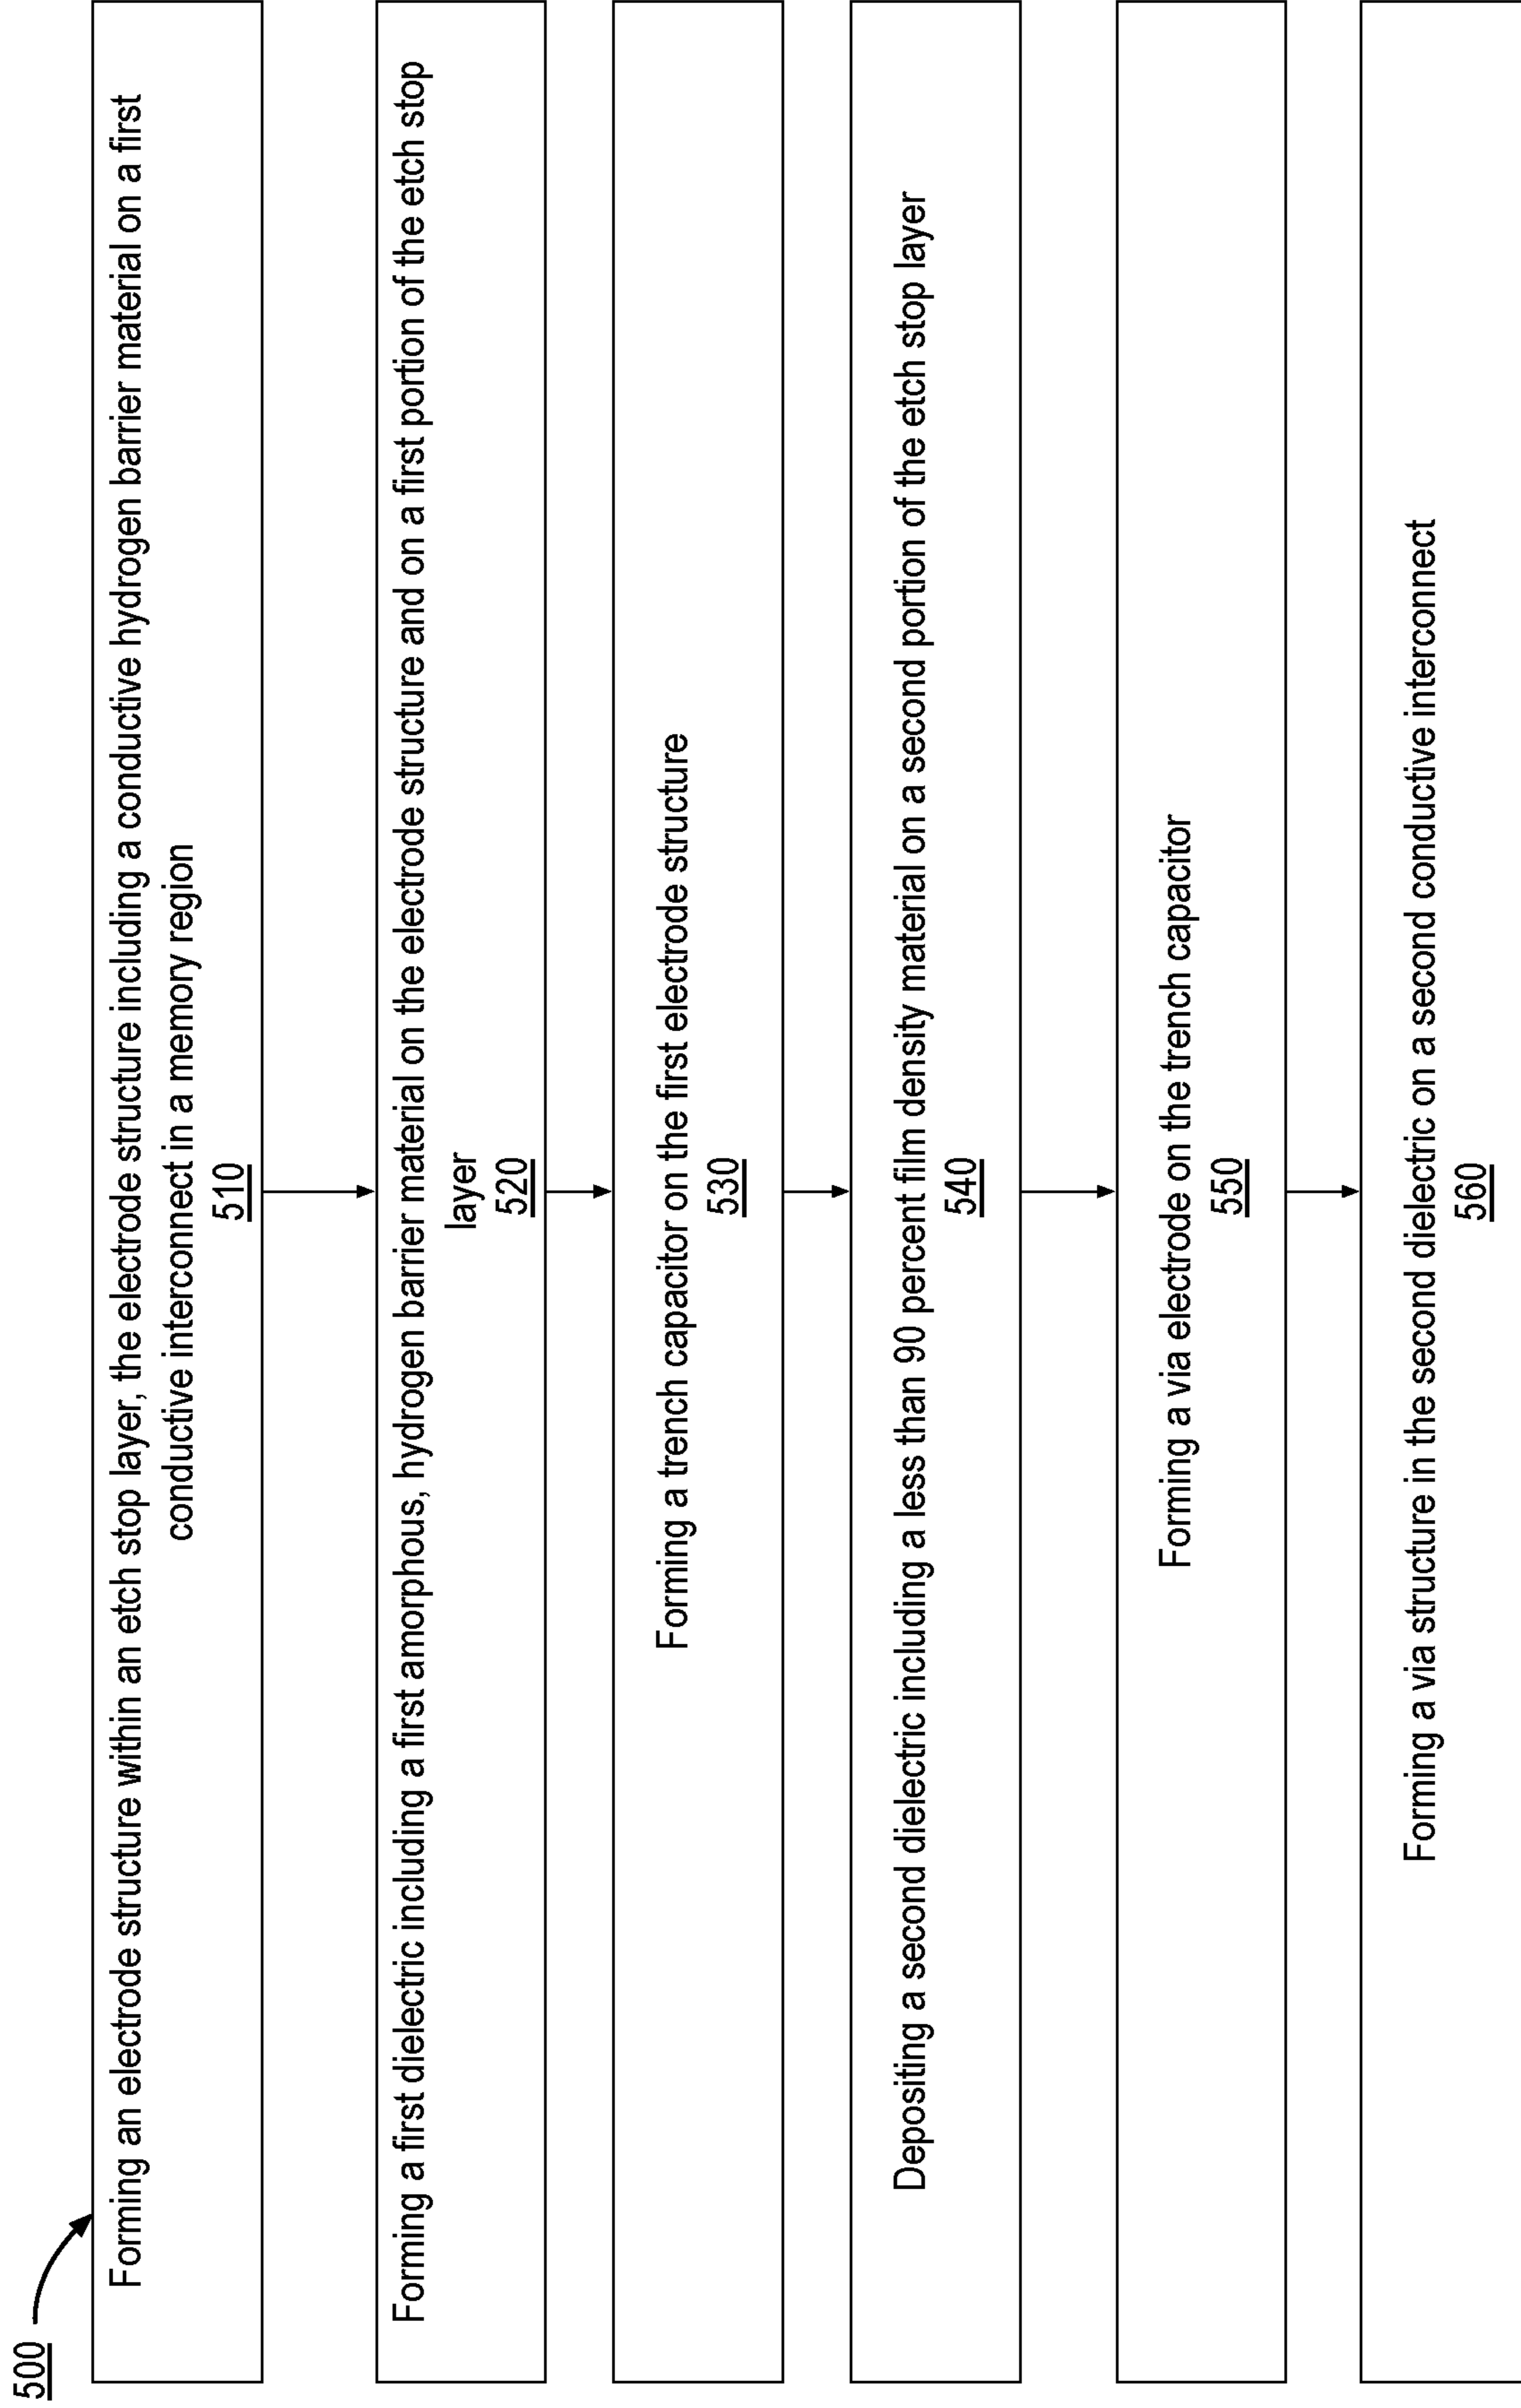 500
Forming an electrode structure within an etch stop layer, the electrode structure including a conductive hydrogen barrier material on a first
conductive interconnect in a memory region
510
Forming a first dielectric including a first amorphous, hydrogen barrier material on the electrode structure and on a first portion of the etch stop
layer
520
Forming a trench capacitor on the first electrode structure
530
Depositing a second dielectric including a less than 90 percent film density material on a second portion of the etch stop layer
540
Forming a via electrode on the trench capacitor
550
Forming a via structure in the second dielectric on a second conductive interconnect
560